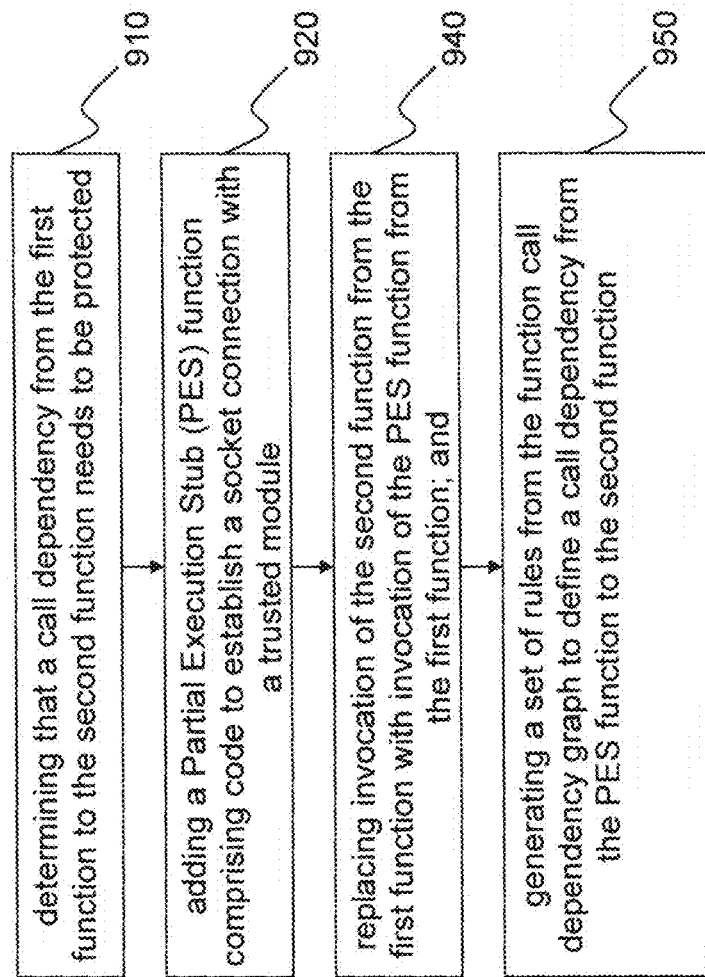 determining that a call dependency from the first
function to the second function needs to be protected
910
adding a Partial Execution Stub (PES) function
comprising code to establish a socket connection with
a trusted module
920
replacing invocation of the second function from the
first function with invocation of the PES function from
the first function; and
940
generating a set of rules from the function call
dependency graph to define a call dependency from
the PES function to the second function
950